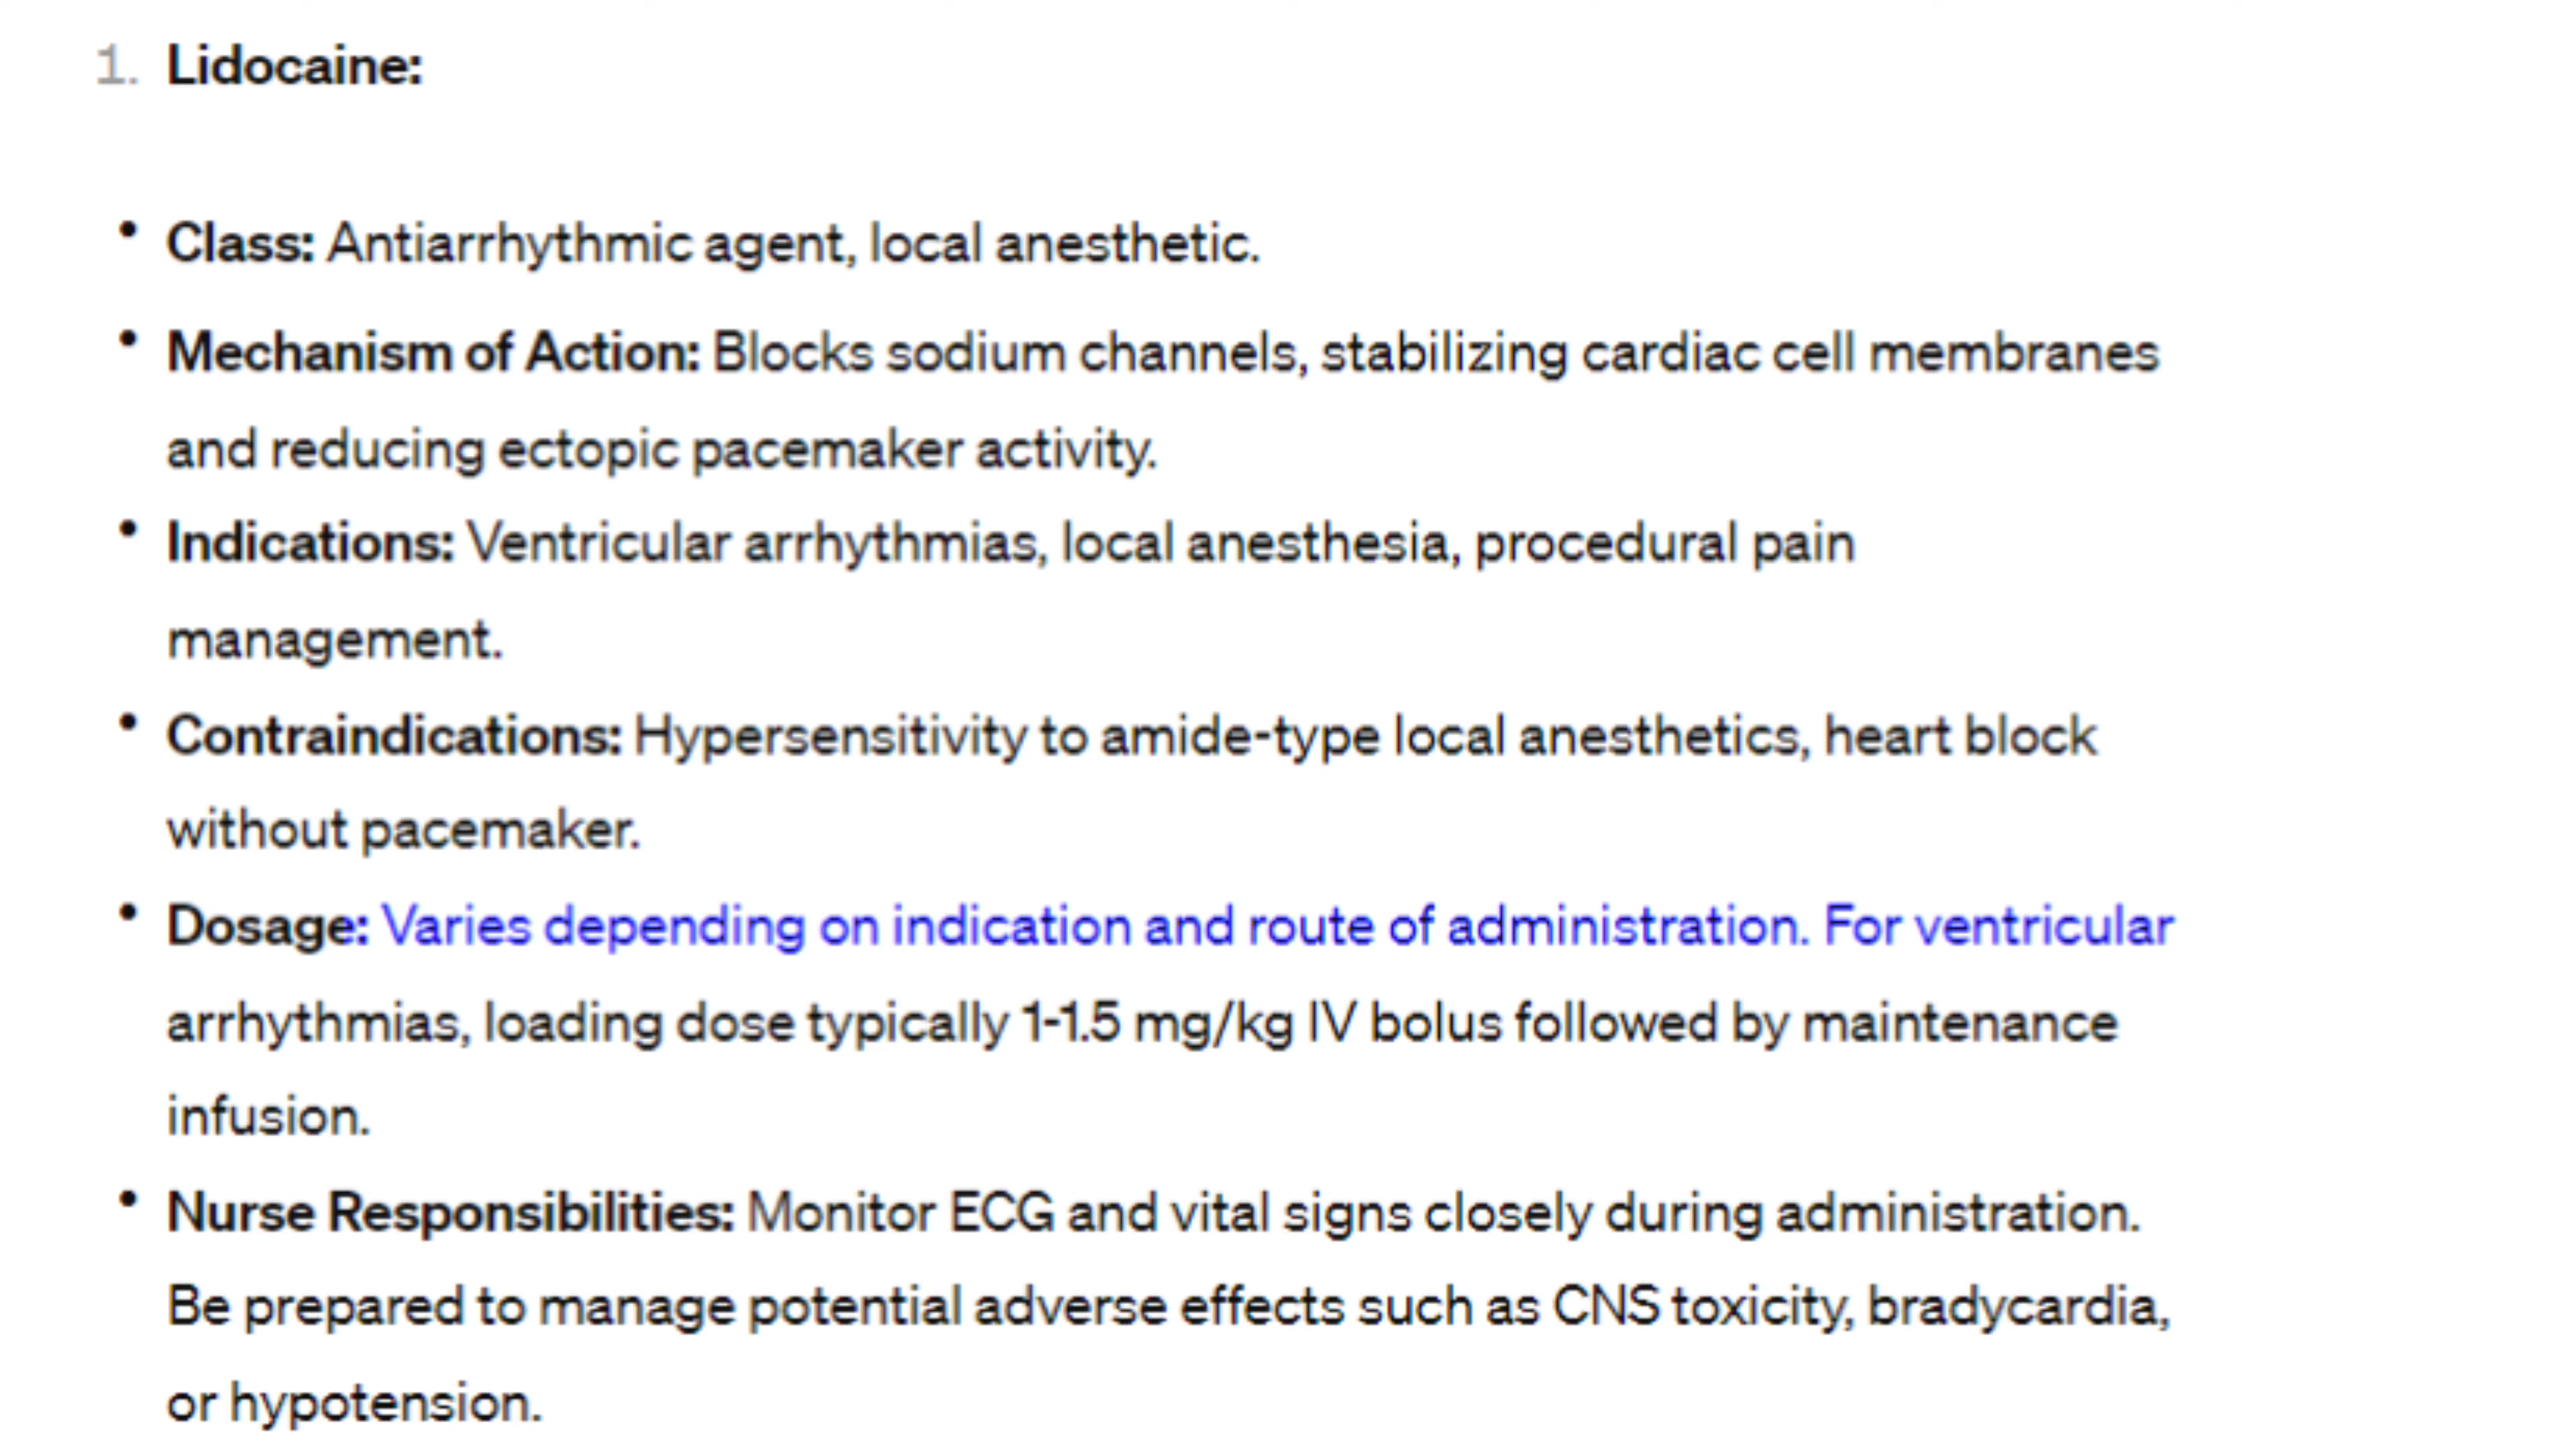 1. Lidocaine:
• Class: Antiarrhythmic agent, local anesthetic.
• Mechanism of Action: Blocks sodium channels, stabilizing cardiac cell membranes
and reducing ectopic pacemaker activity.
• Indications: Ventricular arrhythmias, local anesthesia, procedural pain
management.
• Contraindications: Hypersensitivity to amide-type local anesthetics, heart block
without pacemaker.
• Dosage: Varies depending on indication and route of administration. For ventricular
arrhythmias, loading dose typically 1-1.5 mg/kg IV bolus followed by maintenance
infusion.
• Nurse Responsibilities: Monitor ECG and vital signs closely during administration.
Be prepared to manage potential adverse effects such as CNS toxicity, bradycardia,
or hypotension.